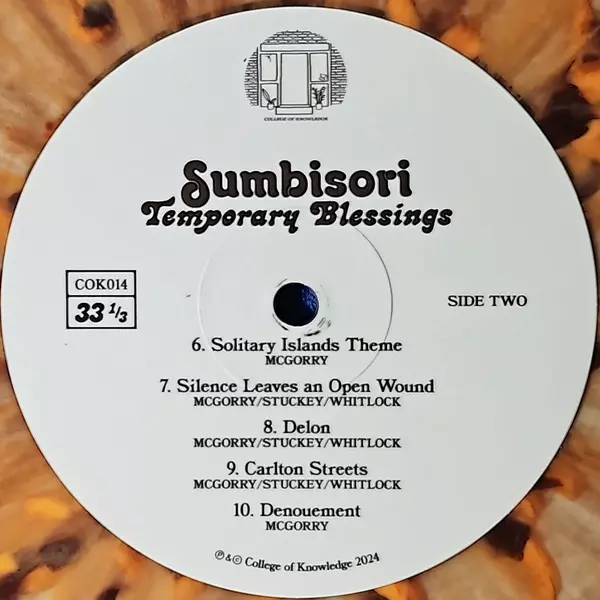 COLLEGE OF KNOWLEDGE
Sumbisori
Temporary Blessings
COK014
33 1/3
SIDE TWO
6. Solitary Islands Theme
MCGORRY
7. Silence Leaves an Open Wound
MCGORRY/STUCKEY/WHITLOCK
8. Delon
MCGORRY/STUCKEY/WHITLOCK
9. Carlton Streets
MCGORRY/STUCKEY/WHITLOCK
10. Denouement
MCGORRY
℗ & © College of Knowledge 2024